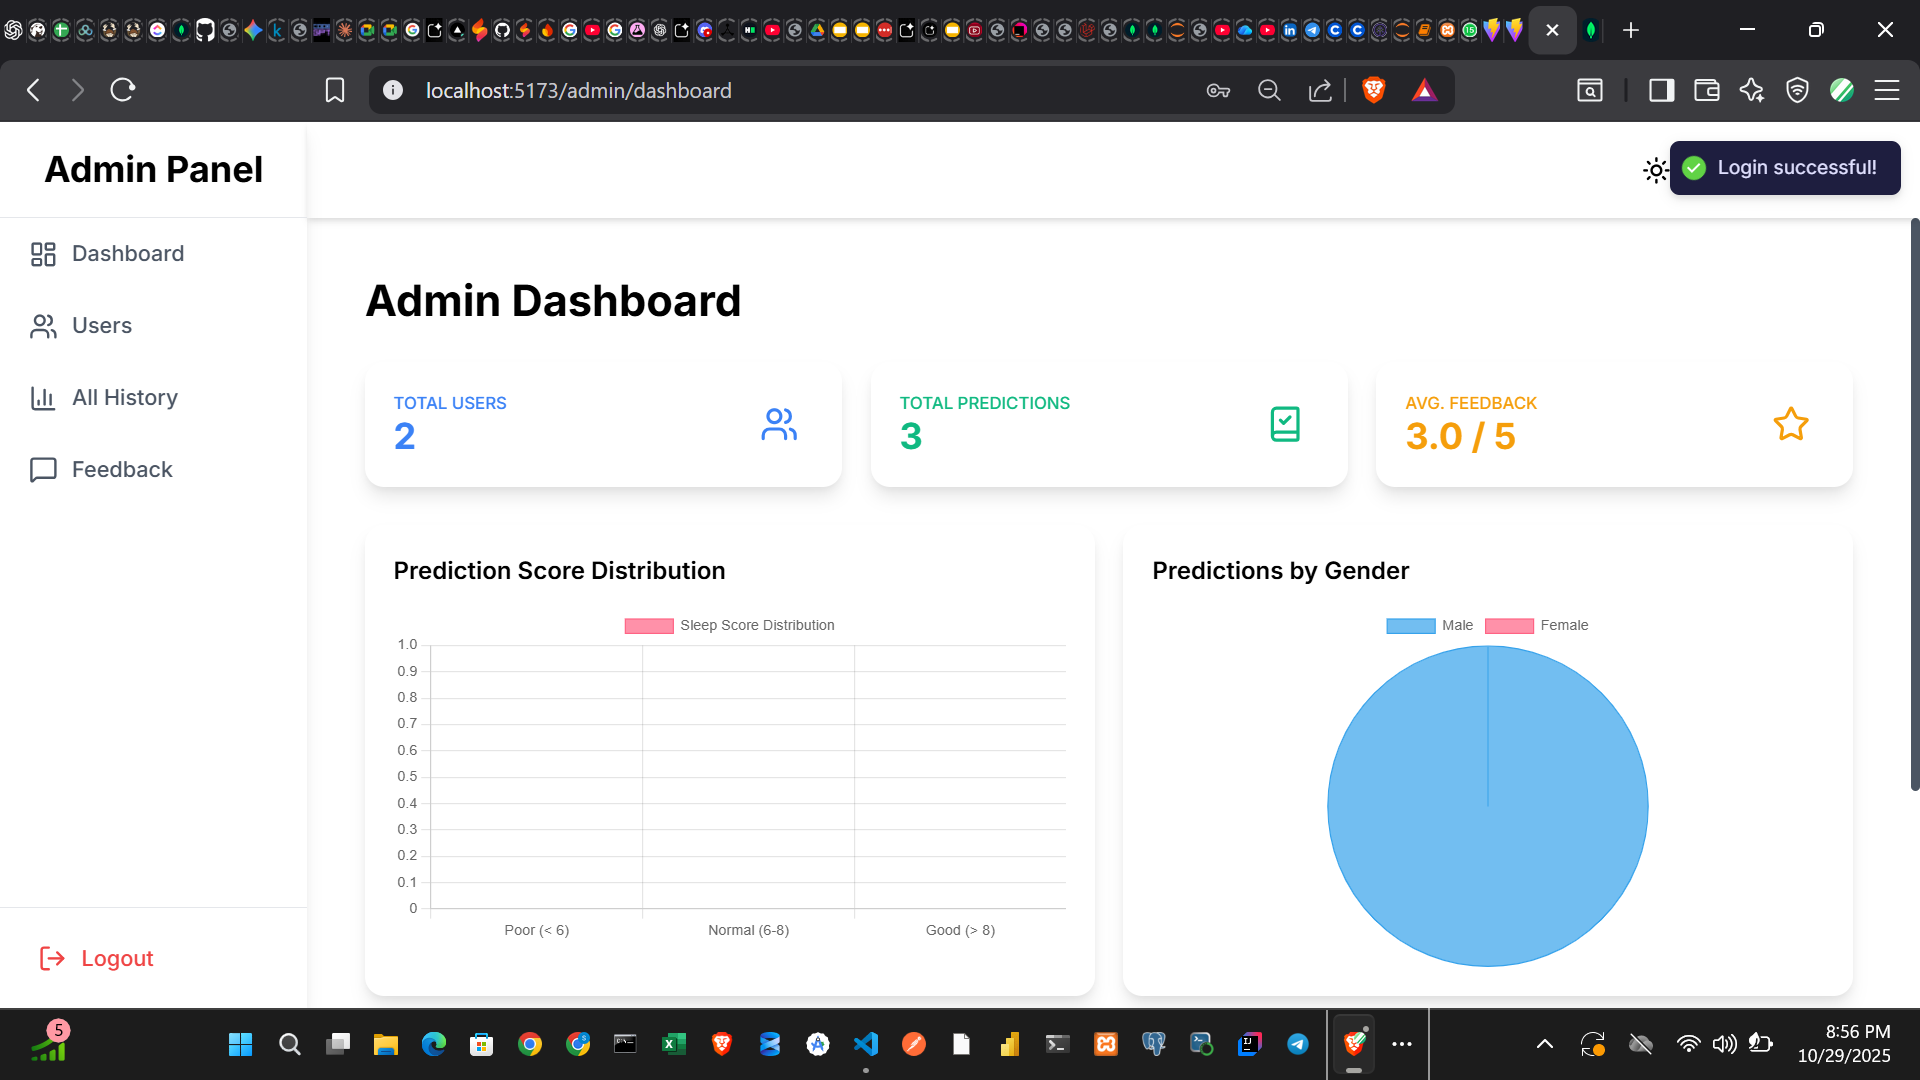 localhost:5173/admin/dashboard
Admin Panel
Login successful!
Dashboard
Users
All History
Feedback
Logout
Admin Dashboard
TOTAL USERS
2
TOTAL PREDICTIONS
3
AVG. FEEDBACK
3.0 / 5
Prediction Score Distribution
Sleep Score Distribution
1.0
0.9
0.8
0.7
0.6
0.5
0.4
0.3
0.2
0.1
0
Poor (< 6)
Normal (6-8)
Good (> 8)
Predictions by Gender
Male
Female
5
8:56 PM
10/29/2025